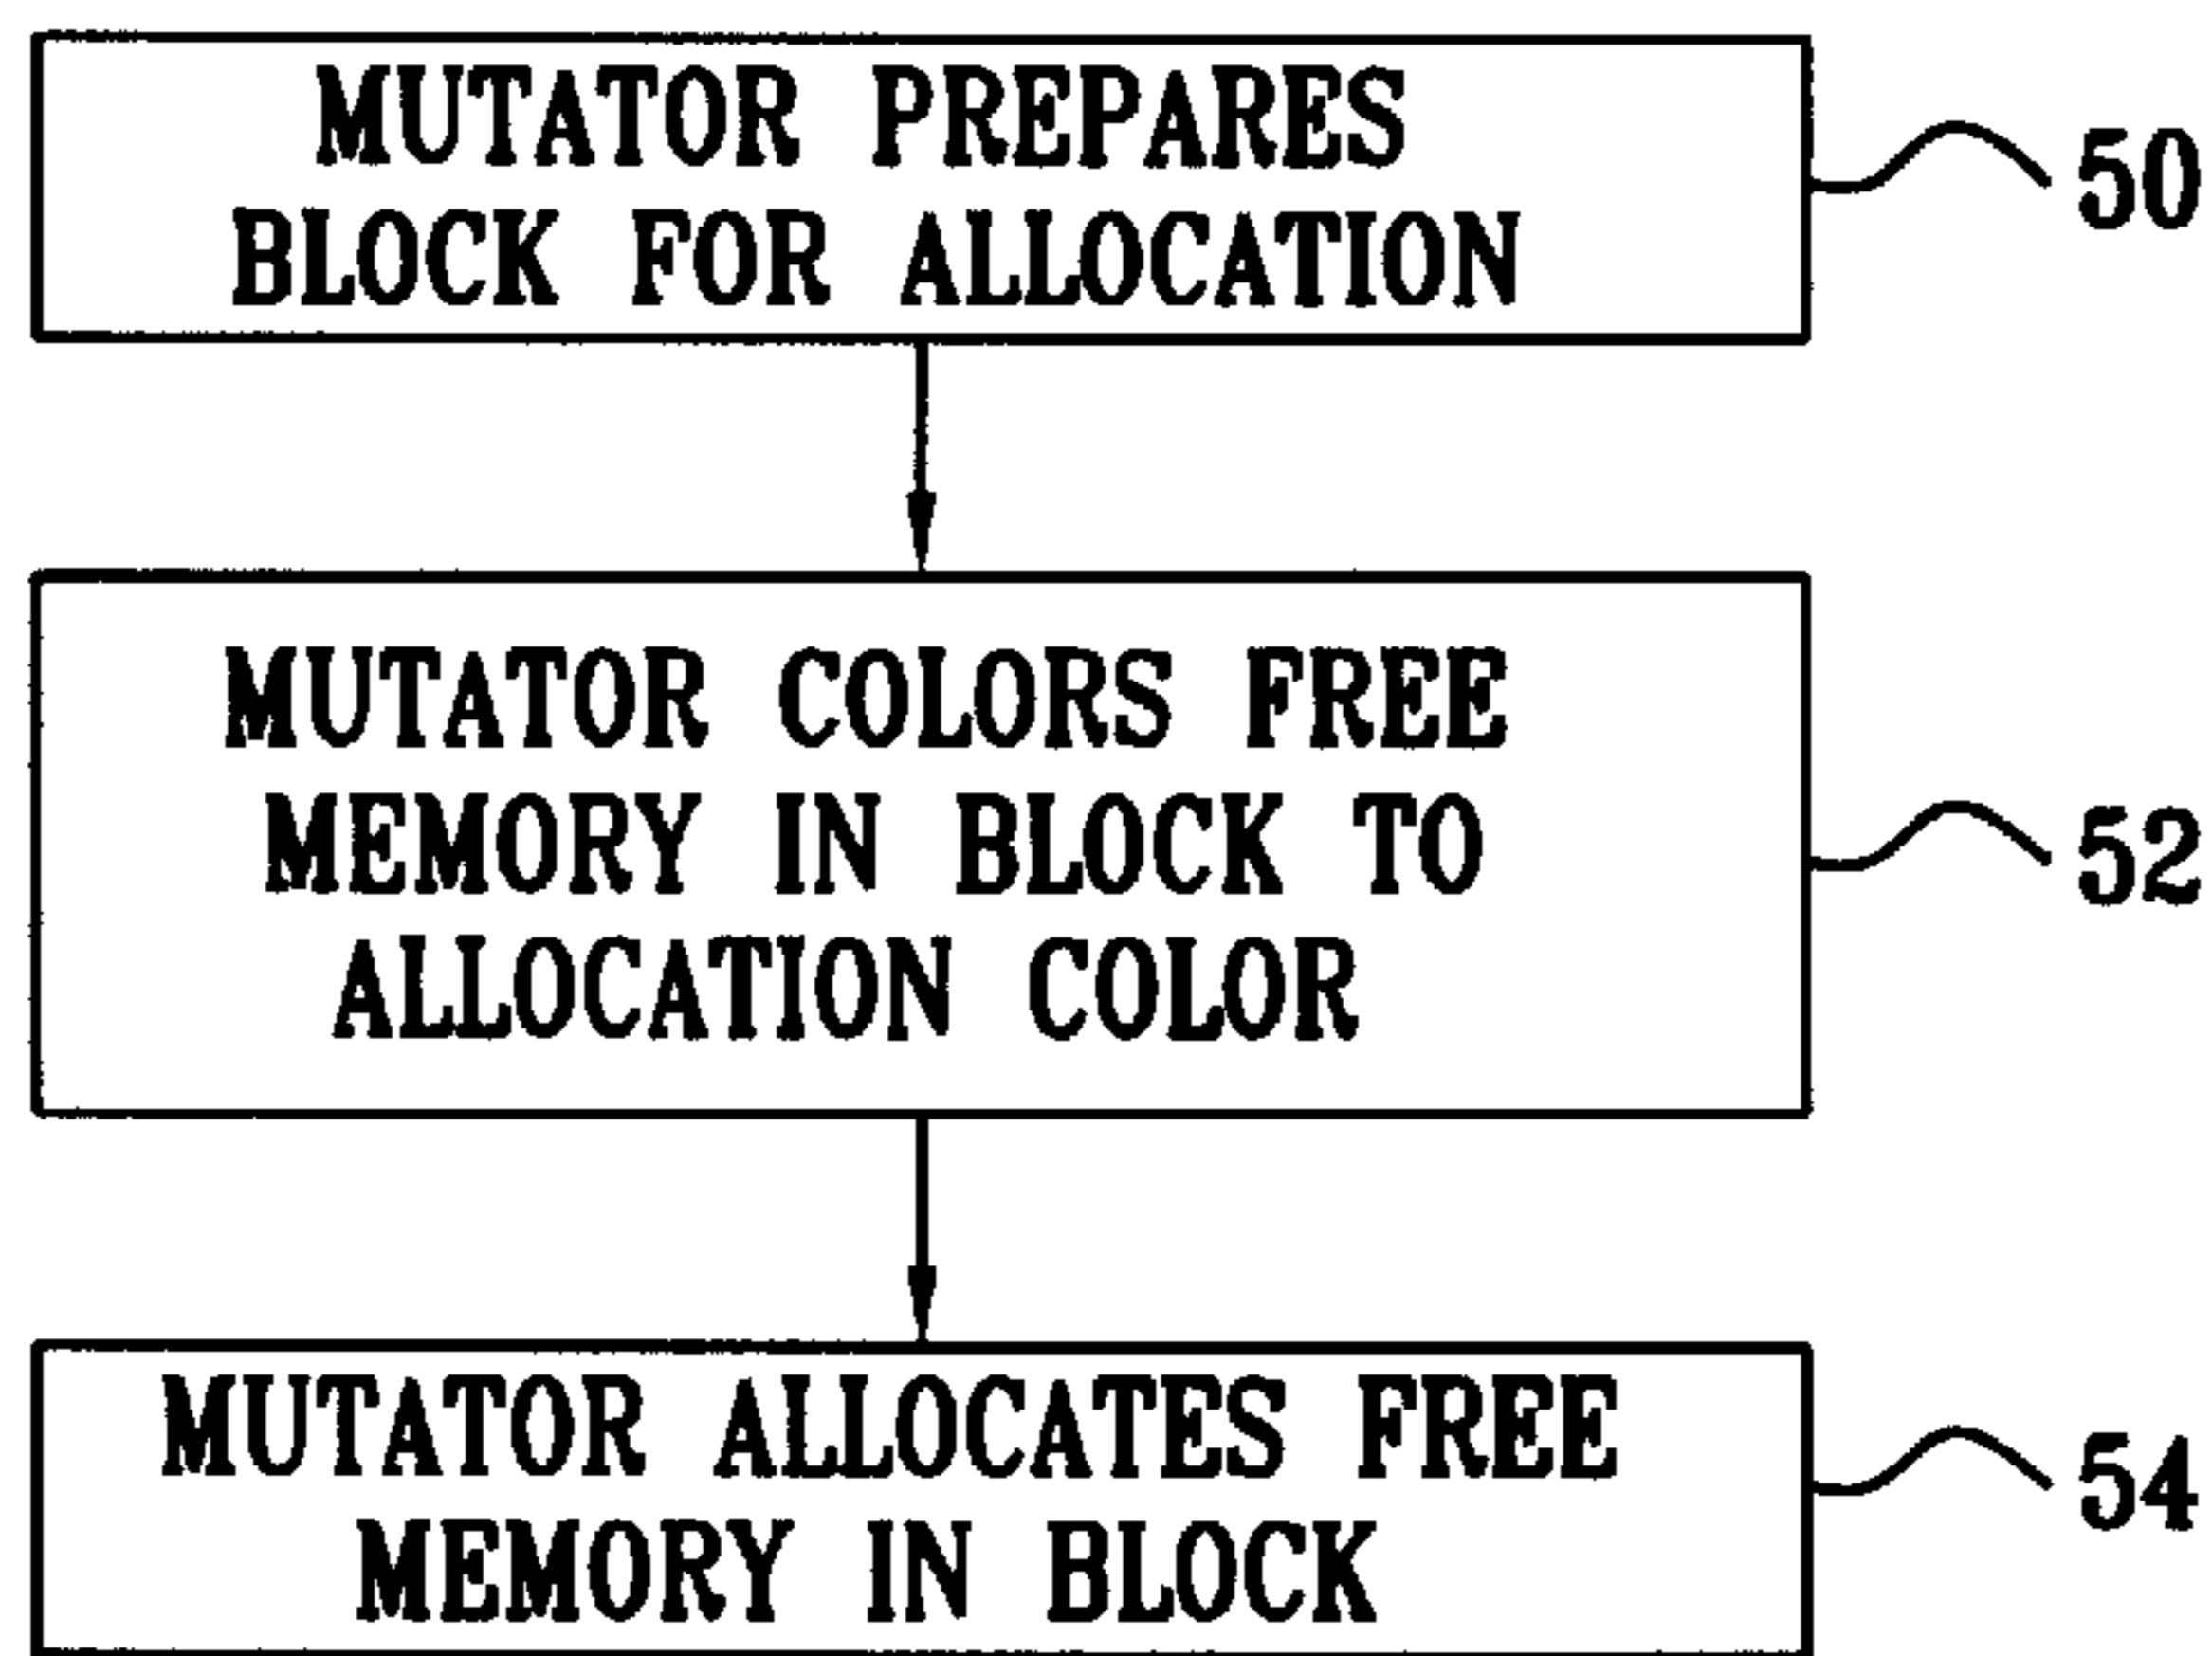 MUTATOR PREPARES
BLOCK FOR ALLOCATION
50
MUTATOR COLORS FREE
MEMORY IN BLOCK TO
ALLOCATION COLOR
52
MUTATOR ALLOCATES FREE
MEMORY IN BLOCK
54